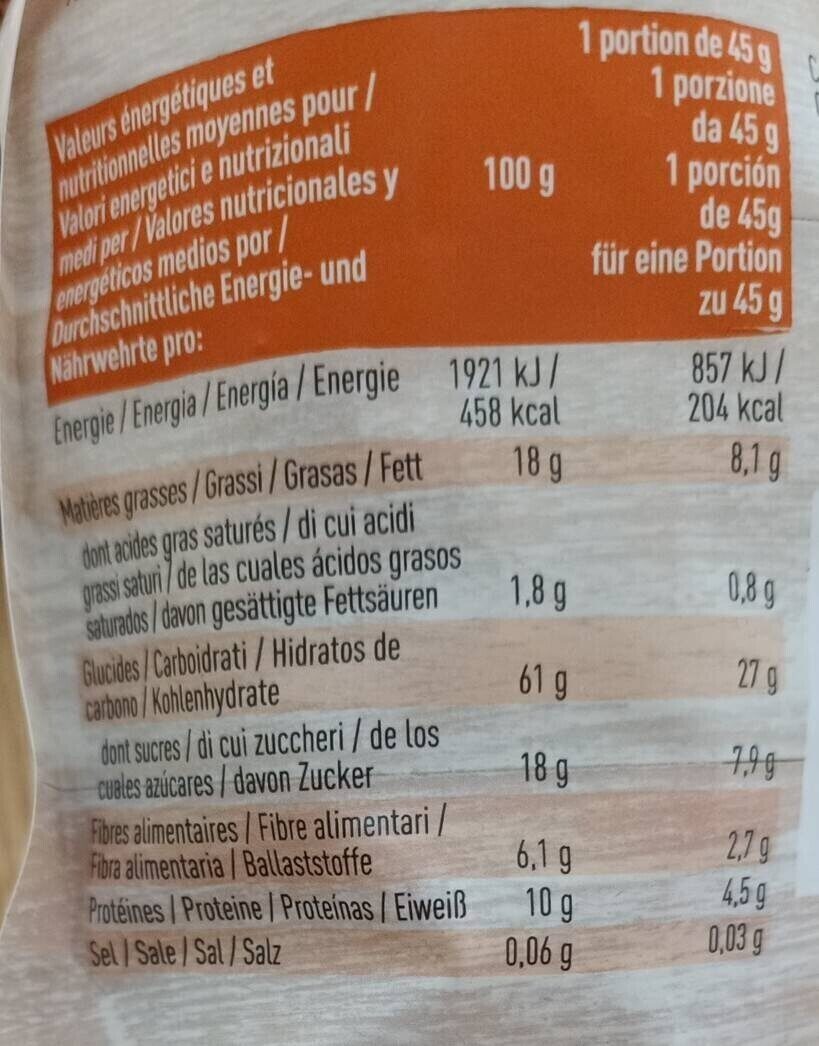 Valeurs énergétiques et
nutritionnelles moyennes pour /
Valori energetici e nutrizionali
medi per / Valores nutricionales y
energéticos medios por /
Durchschnittliche Energie- und
Nährwehrte pro:
100 g
1 portion de 45 g
1 porzione
da 45 g
1 porción
de 45g
für eine Portion
zu 45 g
Energie / Energia / Energía / Energie 1921 kJ / 857 kJ /
458 kcal 204 kcal
Matières grasses / Grassi / Grasas / Fett 18 g 8,1 g
dont acides gras saturés / di cui acidi
grassi saturi / de las cuales ácidos grasos
saturados / davon gesättigte Fettsäuren 1,8 g 0,8 g
Glucides / Carboidrati / Hidratos de
carbono / Kohlenhydrate 61 g 27 g
dont sucres / di cui zuccheri / de los
cuales azúcares / davon Zucker 18 g 7,9 g
Fibres alimentaires / Fibre alimentari /
Fibra alimentaria / Ballaststoffe 6,1 g 2,7 g
Protéines / Proteine / Proteínas / Eiweiß 10 g 4,5 g
Sel / Sale / Sal / Salz 0,06 g 0,03 g